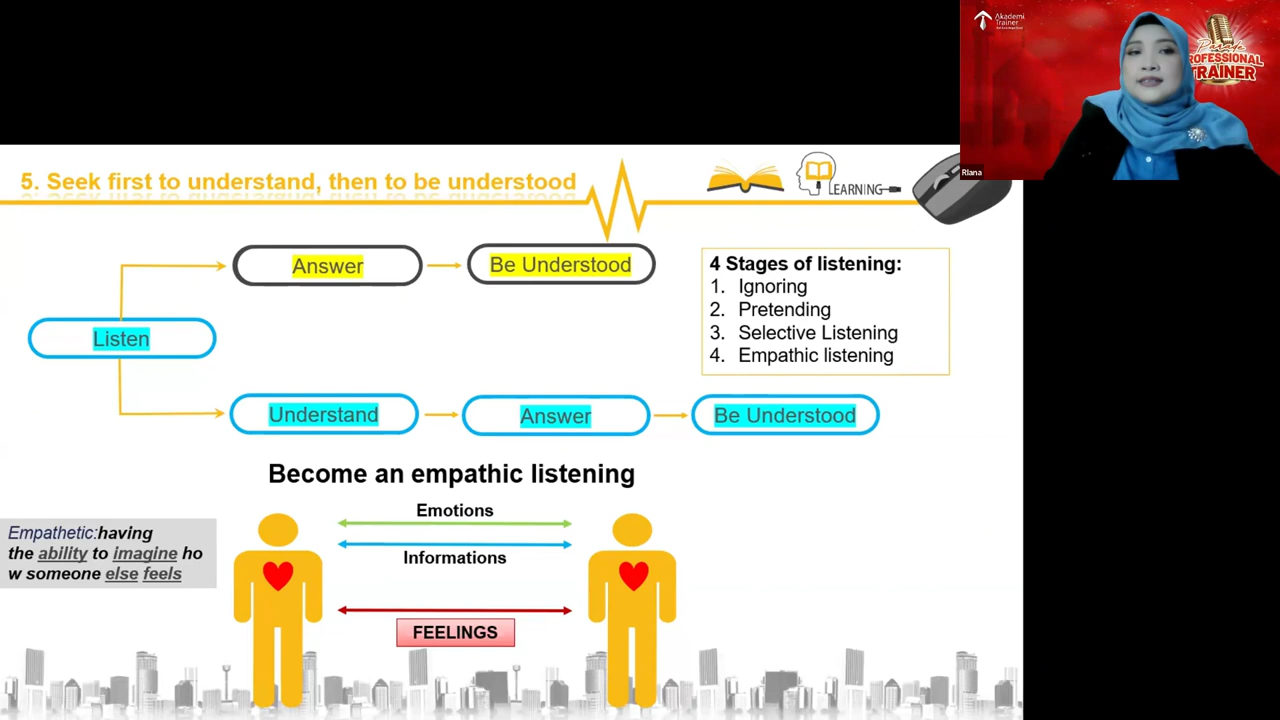 Akademi
Trainer
Parade
PROFESSIONAL
TRAINER
Riana
5. Seek first to understand, then to be understood
LEARNING
Answer
Be Understood
4 Stages of listening:
1. Ignoring
2. Pretending
3. Selective Listening
4. Empathic listening
Listen
Understand
Answer
Be Understood
Become an empathic listening
Emotions
Informations
Empathetic:having
the ability to imagine ho
w someone else feels
FEELINGS